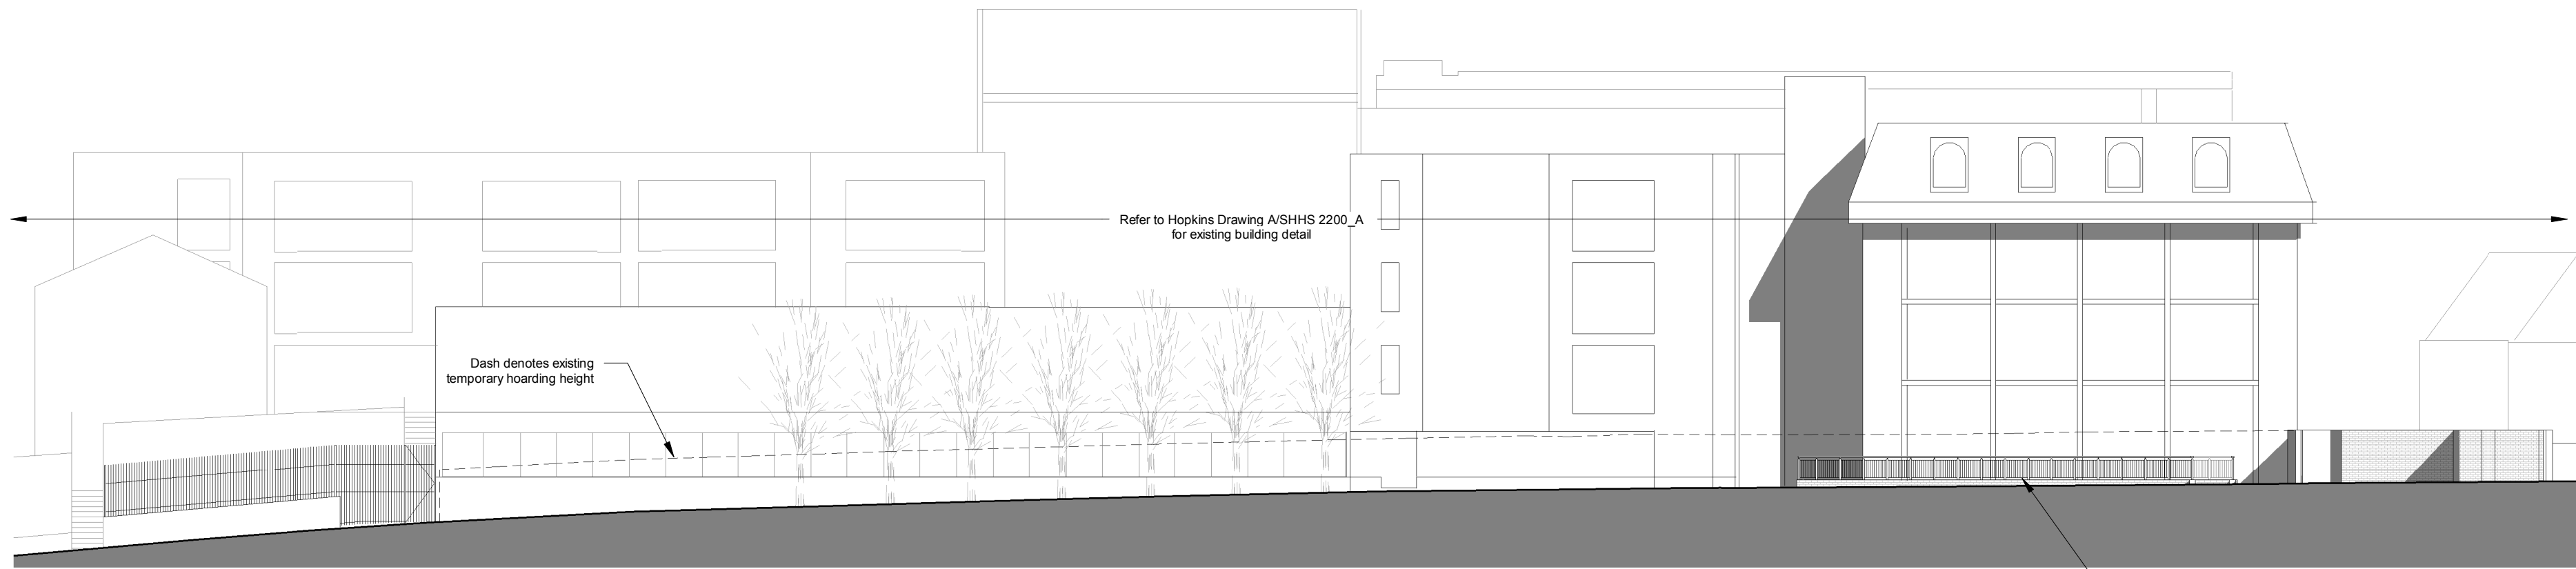 Refer to Hopkins Drawing A/SHHS 2200_A
for existing building detail
Dash denotes existing
temporary hoarding height